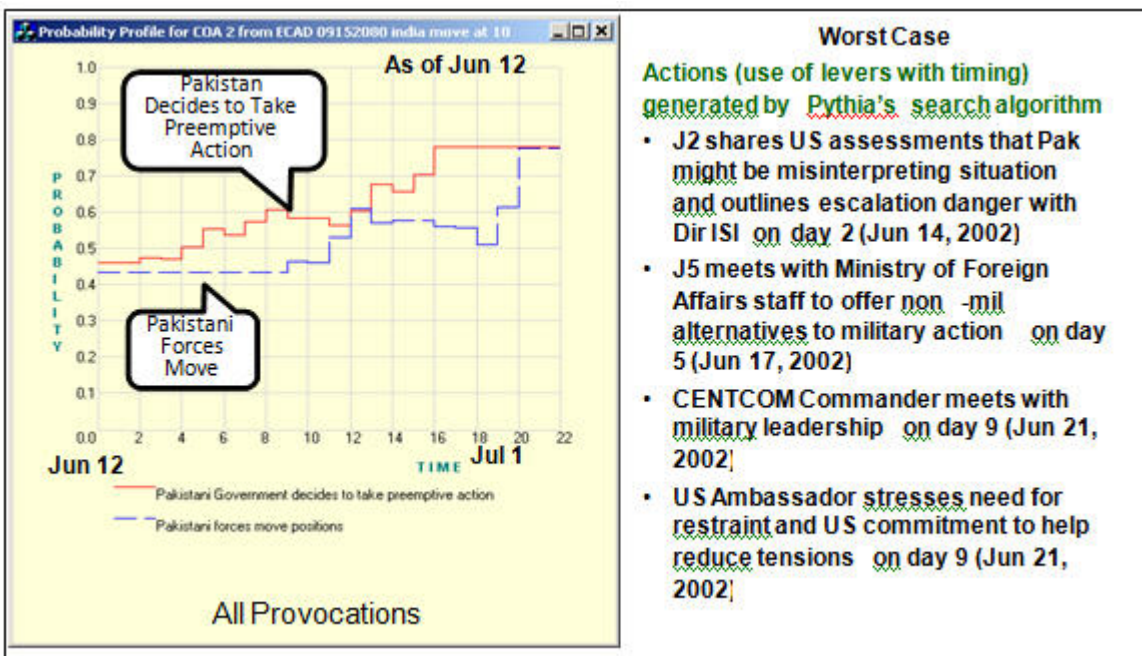 Probability Profile for COA 2 from ECAD 09152000 india move at 10
As of Jun 12
1.0
0.9
0.8
0.7
0.6
0.5
0.4
0.3
0.2
0.1
0.0
PROBABILITY
Pakistan
Decides to Take
Preemptive
Action
Pakistani
Forces
Move
2 4 6 8 10 12 14 16 18 20 22
Jun 12
TIME
Jul 1
Pakistani Government decides to take preemptive action
Pakistani forces move positions
All Provocations
Worst Case
Actions (use of levers with timing)
generated by Pythia's search algorithm
• J2 shares US assessments that Pak
might be misinterpreting situation
and outlines escalation danger with
Dir ISI on day 2 (Jun 14, 2002)
• J5 meets with Ministry of Foreign
Affairs staff to offer non -mil
alternatives to military action on day
5 (Jun 17, 2002)
• CENTCOM Commander meets with
military leadership on day 9 (Jun 21,
2002)
• US Ambassador stresses need for
restraint and US commitment to help
reduce tensions on day 9 (Jun 21,
2002)